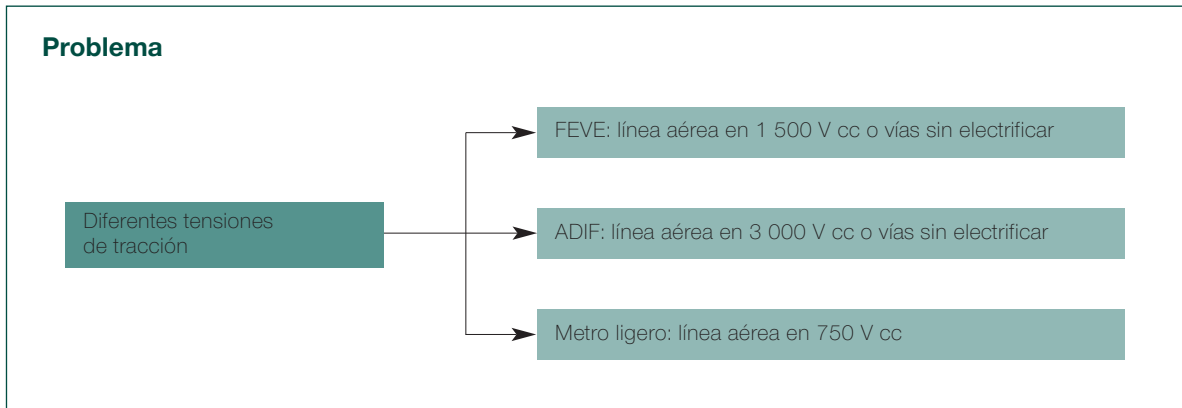 Problema
Diferentes tensiones
de tracción
FEVE: línea aérea en 1 500 V cc o vías sin electrificar
ADIF: línea aérea en 3 000 V cc o vías sin electrificar
Metro ligero: línea aérea en 750 V cc